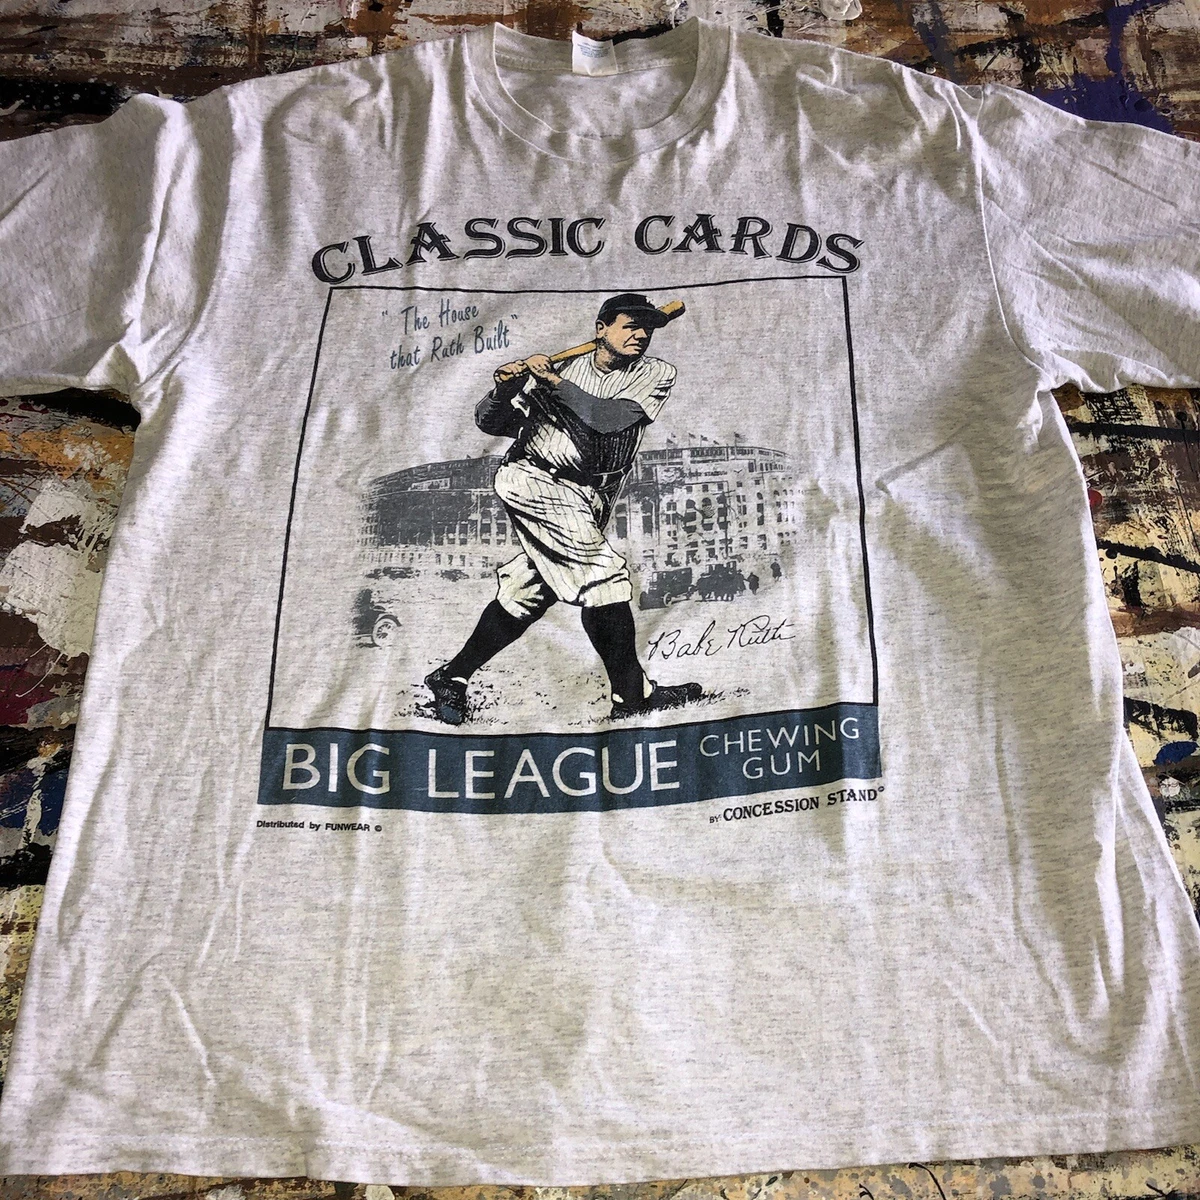 CLASSIC CARDS
"The House
that Ruth Built"
Babe Ruth
BIG LEAGUE CHEWING
GUM
BY CONCESSION STAND®
Distributed by FUNWEAR ©